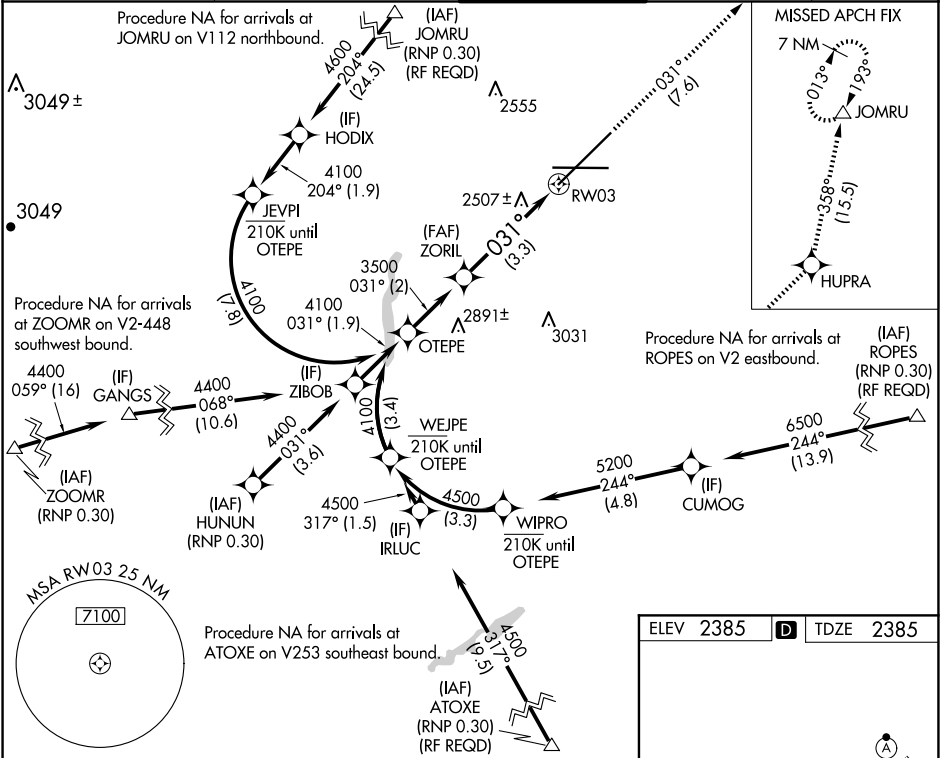 Procedure NA for arrivals at
JOMRU on V112 northbound.
(IAF)
JOMRU
(RNP 0.30)
(RF REQD)
4600
204°
(24.5)
3049 ±
2555
031°
(7.6)
MISSED APCH FIX
7 NM
013°
193°
JOMRU
358°
(15.5)
HUPRA
(IF)
HODIX
4100
204° (1.9)
3049
JEVPI
210K until
OTEPE
2507 ±
RW03
(FAF)
ZORIL
031°
(3.3)
4100
(7.8)
3500
031° (2)
4100
031° (1.9)
OTEPE
2891±
3031
Procedure NA for arrivals
at ZOOMR on V2-448
southwest bound.
Procedure NA for arrivals at
ROPES on V2 eastbound.
(IAF)
ROPES
(RNP 0.30)
(RF REQD)
4400
059° (16)
(IF)
GANGS
4400
068°
(10.6)
(IF)
ZIBOB
4100
(3.4)
WEJPE
210K until
OTEPE
6500
244°
(13.9)
4400
031°
(3.6)
5200
244°
(4.8)
(IF)
CUMOG
(IAF)
ZOOMR
(RNP 0.30)
(IAF)
HUNUN
(RNP 0.30)
4500
317° (1.5)
4500
(3.3)
(IF)
IRLUC
WIPRO
210K until
OTEPE
MSA RW03 25 NM
7100
Procedure NA for arrivals at
ATOXE on V253 southeast bound.
4500
317°
(9.5)
(IAF)
ATOXE
(RNP 0.30)
(RF REQD)
ELEV 2385 D TDZE 2385
A